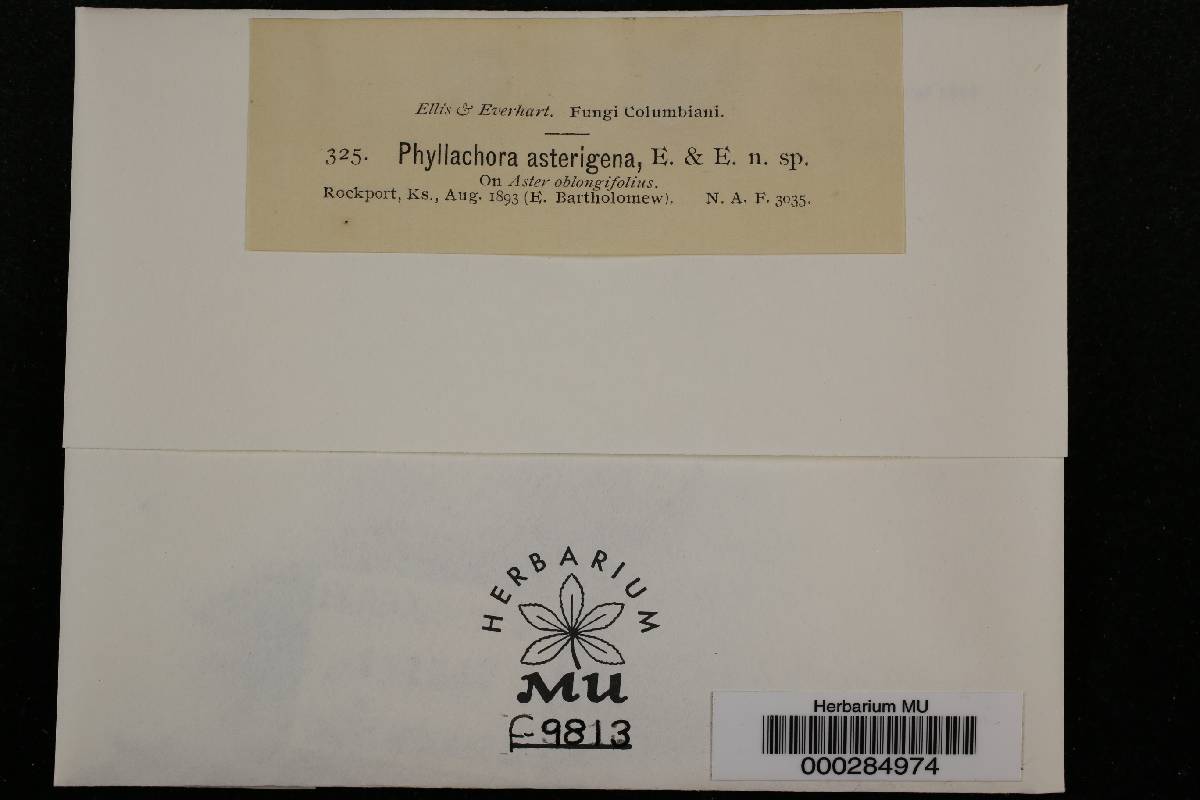 Ellis & Everhart. Fungi Columbiani.
325. Phyllachora asterigena, E. & E. n. sp.
On Aster oblongifolius.
Rockport, Ks., Aug. 1893 (E. Bartholomew). N. A. F. 3035.
HERBARIUM
MU
F-9813
Herbarium MU
000284974